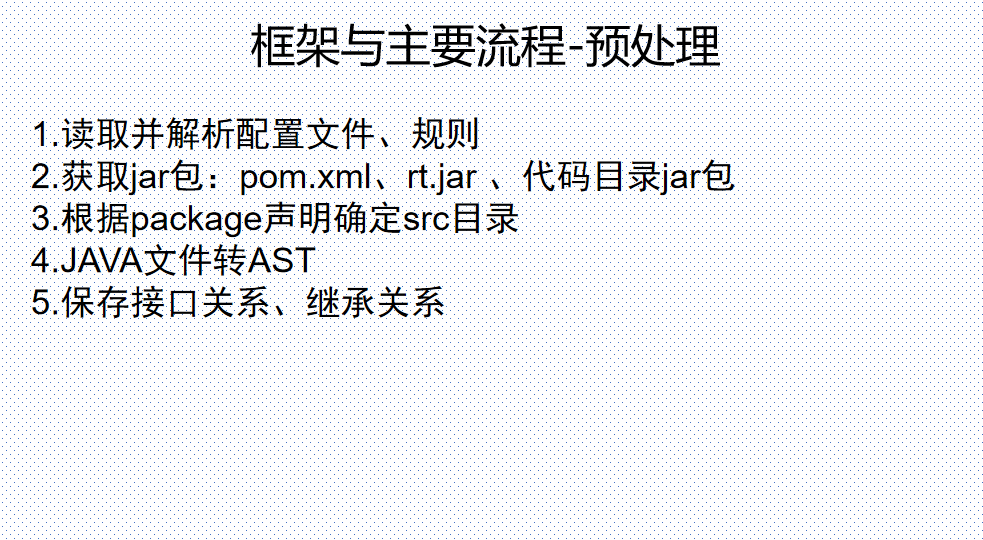 框架与主要流程-预处理
1.读取并解析配置文件、规则
2.获取jar包：pom.xml、rt.jar 、代码目录jar包
3.根据package声明确定src目录
4.JAVA文件转AST
5.保存接口关系、继承关系